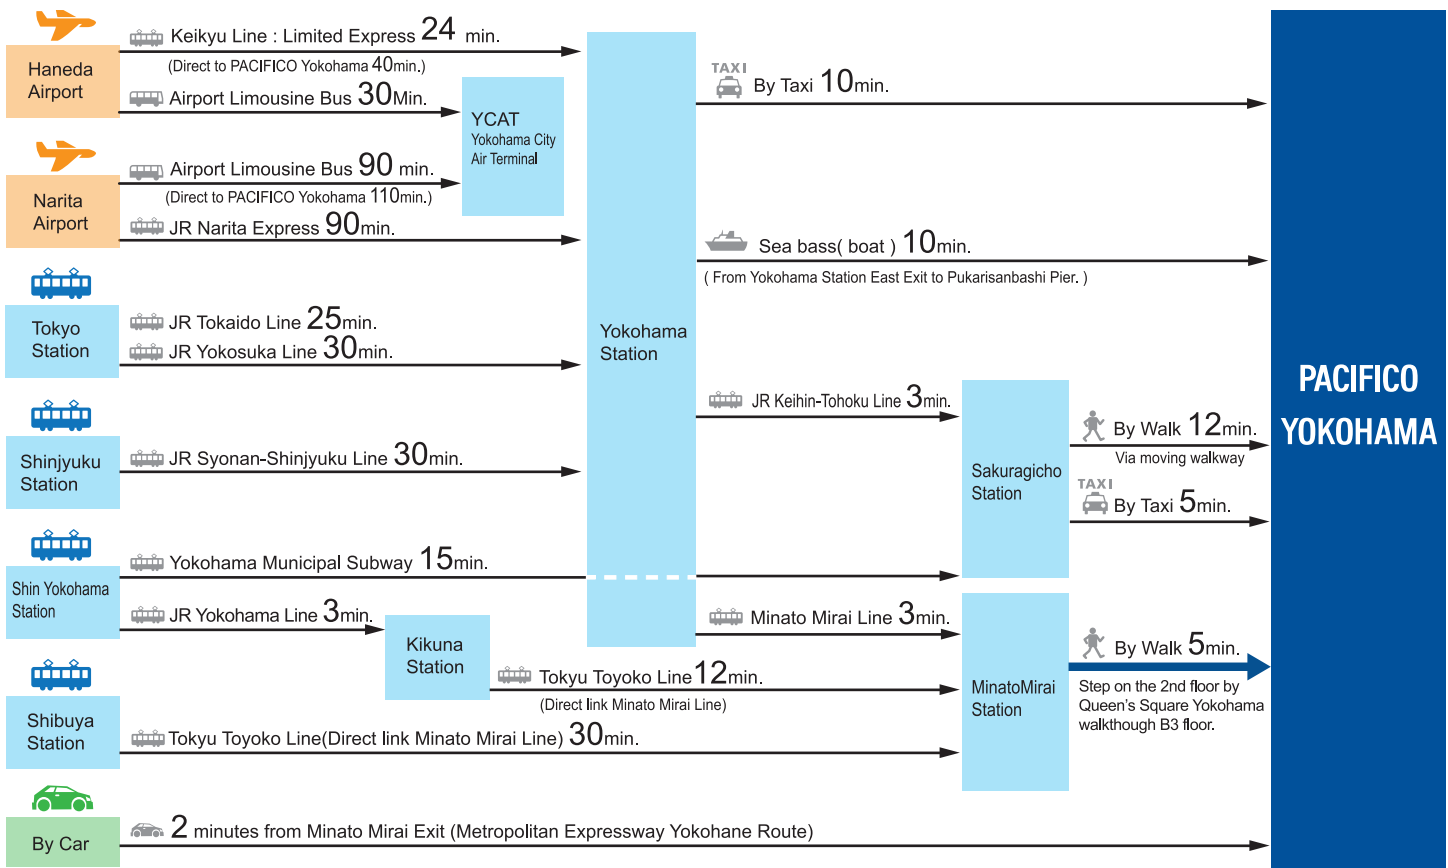 Keikyu Line : Limited Express 24 min.
(Direct to PACIFICO Yokohama 40min.)
Haneda
Airport
Airport Limousine Bus 30Min.
YCAT
Yokohama City
Air Terminal
Airport Limousine Bus 90 min.
(Direct to PACIFICO Yokohama 110min.)
Narita
Airport
JR Narita Express 90min.
Tokyo
Station
JR Tokaido Line 25min.
JR Yokosuka Line 30min.
Shinjyuku
Station
JR Syonan-Shinjyuku Line 30min.
Shin Yokohama
Station
Yokohama Municipal Subway 15min.
JR Yokohama Line 3min.
Kikuna
Station
Tokyu Toyoko Line 12min.
(Direct link Minato Mirai Line)
Shibuya
Station
Tokyu Toyoko Line(Direct link Minato Mirai Line) 30min.
By Car
2 minutes from Minato Mirai Exit (Metropolitan Expressway Yokohane Route)
Yokohama
Station
TAXI
By Taxi 10min.
Sea bass( boat ) 10min.
( From Yokohama Station East Exit to Pukarisanbashi Pier. )
JR Keihin-Tohoku Line 3min.
Sakuragicho
Station
By Walk 12min.
Via moving walkway
TAXI
By Taxi 5min.
Minato Mirai Line 3min.
MinatoMirai
Station
By Walk 5min.
Step on the 2nd floor by
Queen's Square Yokohama
walkthough B3 floor.
PACIFICO
YOKOHAMA